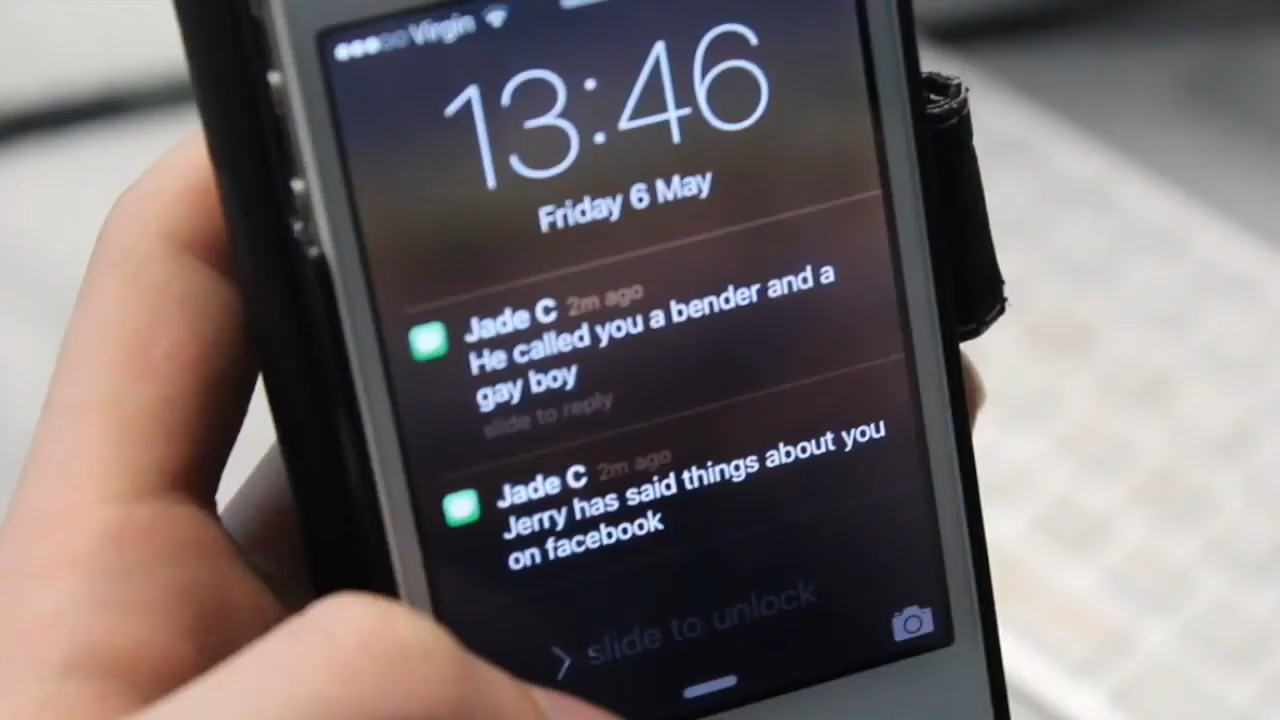 Virgin
13:46
Friday 6 May
Jade C 2m ago
He called you a bender and a
gay boy
slide to reply
Jade C 2m ago
Jerry has said things about you
on facebook
> slide to unlock